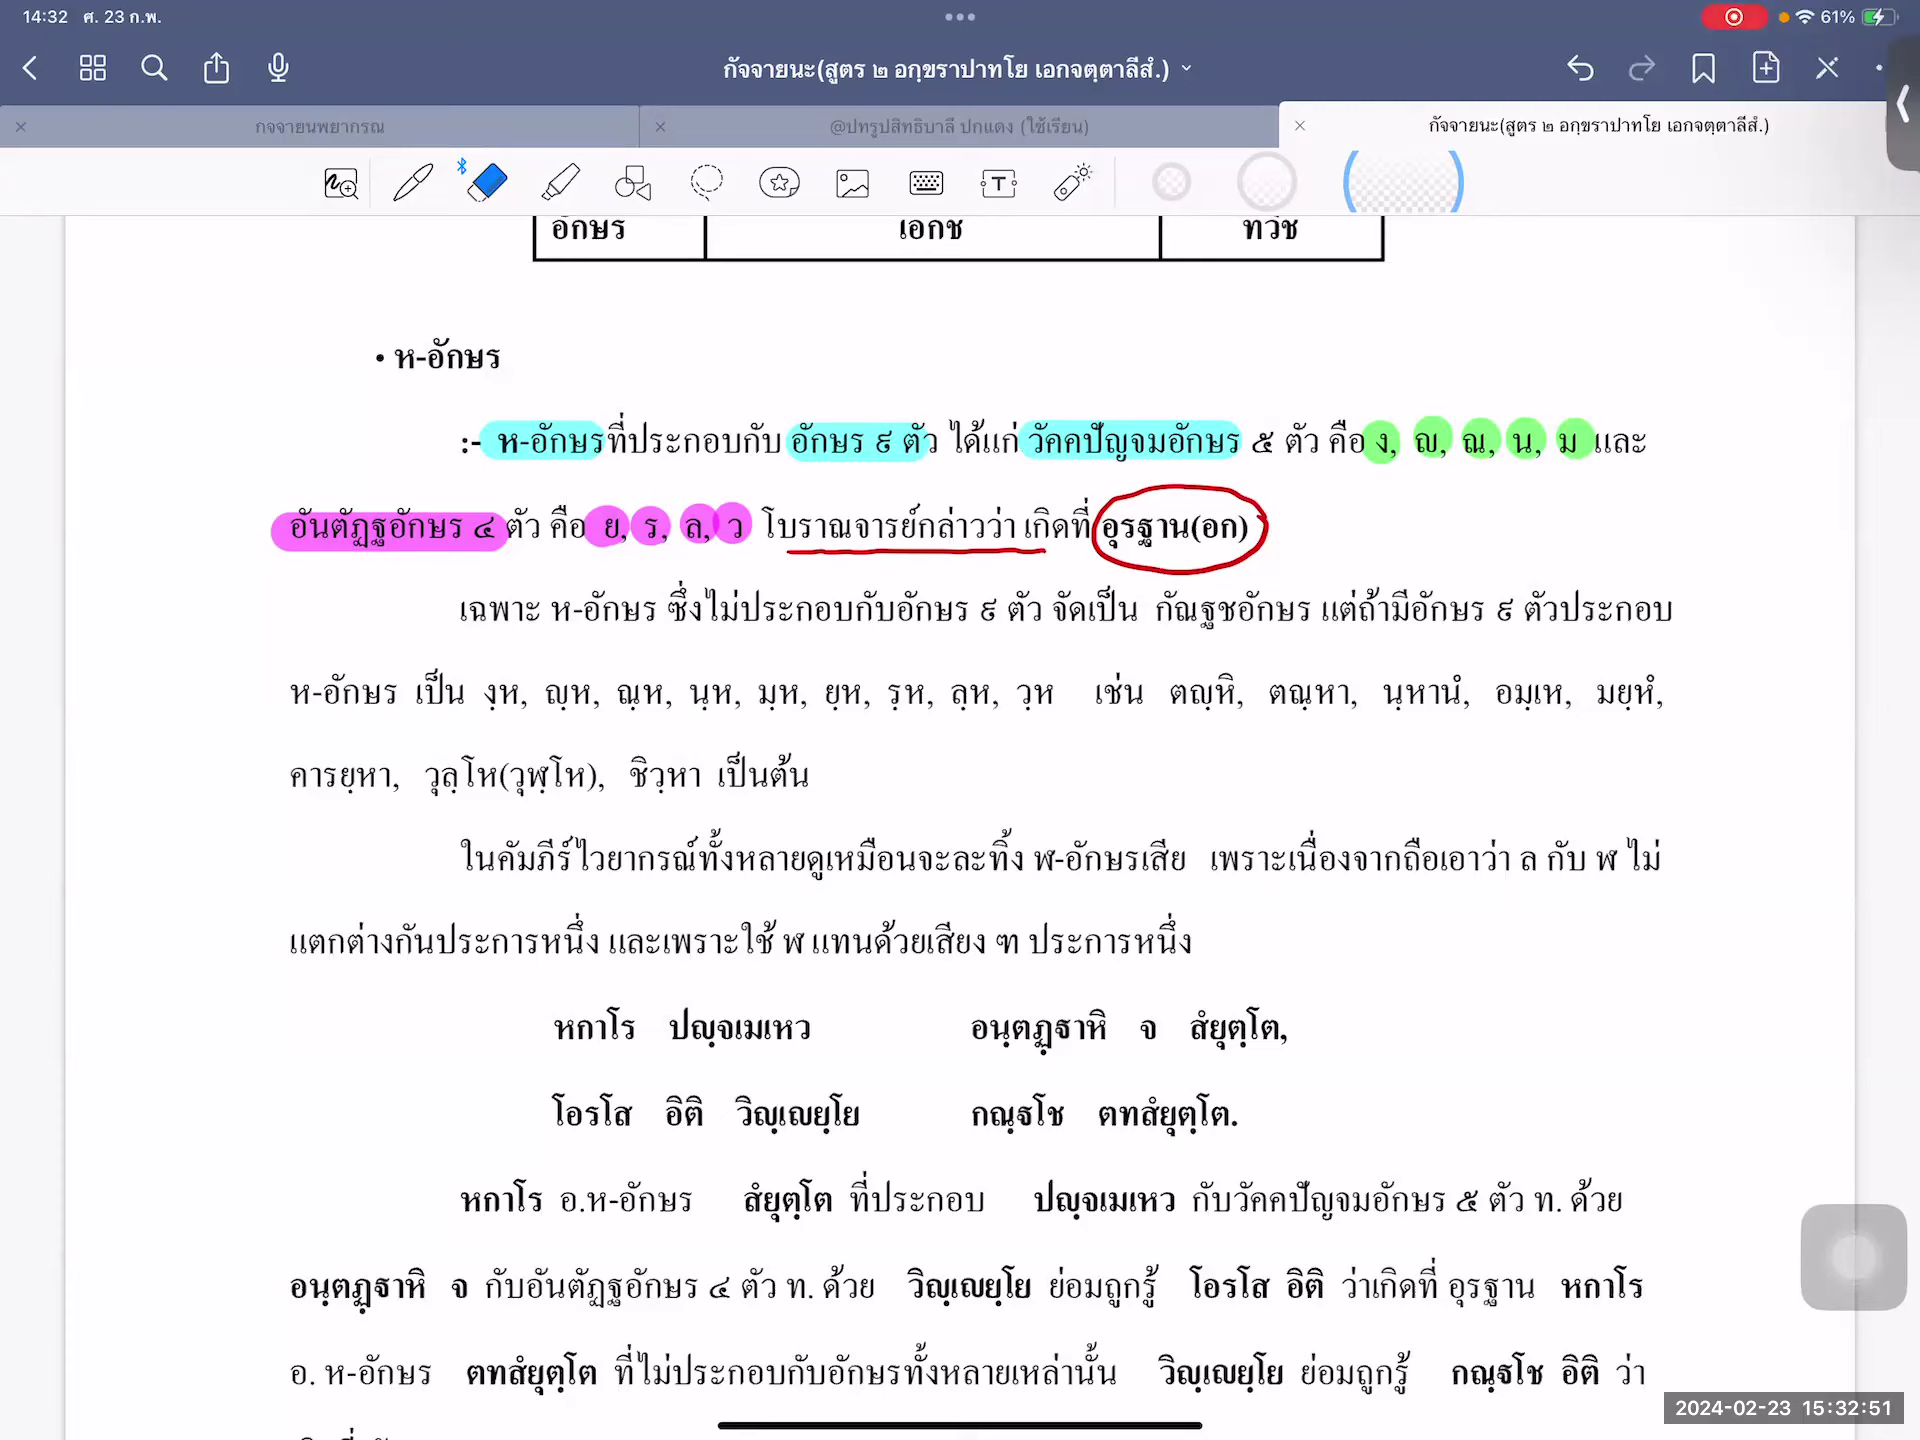 14:32 ศ. 23 ก.พ.
61%
กัจจายนะ(สูตร ๒ อกฺขราปาทโย เอกจตฺตาลีสํ.)
กจจายนพยากรณ
@ปทรูปสิทธิบาลี ปกแดง (ใช้เรียน)
กัจจายนะ(สูตร ๒ อกฺขราปาทโย เอกจตฺตาลีสํ.)
อักษร เอกช ทวิช
• ห-อักษร
:- ห-อักษรที่ประกอบกับ อักษร ๙ ตัว ได้แก่ วัคคปัญจมอักษร ๕ ตัว คือ ง, ญ, ณ, น, ม และ
อันตัฏฐอักษร ๔ ตัว คือ ย, ร, ล, ว โบราณจารย์กล่าวว่า เกิดที่ อุรฐาน(อก)
เฉพาะ ห-อักษร ซึ่งไม่ประกอบกับอักษร ๙ ตัว จัดเป็น กัณฐชอักษร แต่ถ้ามีอักษร ๙ ตัวประกอบ
ห-อักษร เป็น งฺห, ญฺห, ณฺห, นฺห, มฺห, ยฺห, รฺห, ลฺห, วฺห เช่น ตญฺหิ, ตณฺหา, นฺหานํ, อมฺเห, มยฺหํ,
คารยฺหา, วุลฺโห(วุฬฺโห), ชิวฺหา เป็นต้น
ในคัมภีร์ไวยากรณ์ทั้งหลายดูเหมือนจะละทิ้ง ฬ-อักษรเสีย เพราะเนื่องจากถือเอาว่า ล กับ ฬ ไม่
แตกต่างกันประการหนึ่ง และเพราะใช้ ฬ แทนด้วยเสียง ฑ ประการหนึ่ง
หกาโร ปญฺจเมเหว อนฺตฏฺฐาหิ จ สํยุตฺโต,
โอรโส อิติ วิญฺเญยฺโย กณฺฐโช ตทสํยุตฺโต.
หกาโร อ.ห-อักษร สํยุตฺโต ที่ประกอบ ปญฺจเมเหว กับวัคคปัญจมอักษร ๕ ตัว ท. ด้วย
อนฺตฏฺฐาหิ จ กับอันตัฏฐอักษร ๔ ตัว ท. ด้วย วิญฺเญยฺโย ย่อมถูกรู้ โอรโส อิติ ว่าเกิดที่ อุรฐาน หกาโร
อ. ห-อักษร ตทสํยุตฺโต ที่ไม่ประกอบกับอักษรทั้งหลายเหล่านั้น วิญฺเญยฺโย ย่อมถูกรู้ กณฺฐโช อิติ ว่า
2024-02-23 15:32:51